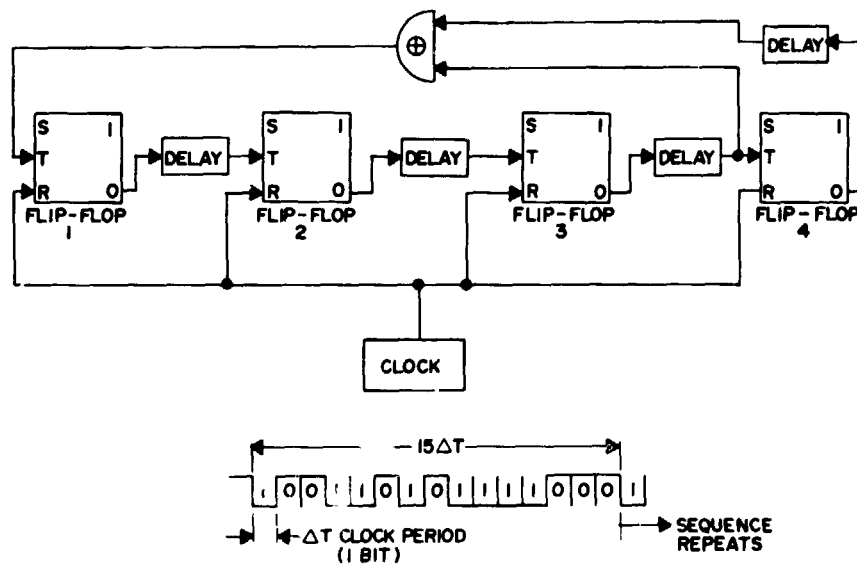 ⊕
DELAY
S 1
T
R 0
FLIP-FLOP
1
DELAY
S 1
T
R 0
FLIP-FLOP
2
DELAY
S 1
T
R 0
FLIP-FLOP
3
DELAY
S 1
T
R 0
FLIP-FLOP
4
CLOCK
15ΔT
1 0 0 1 1 0 1 0 1 1 1 1 0 0 0 1
ΔT CLOCK PERIOD
(1 BIT)
SEQUENCE
REPEATS